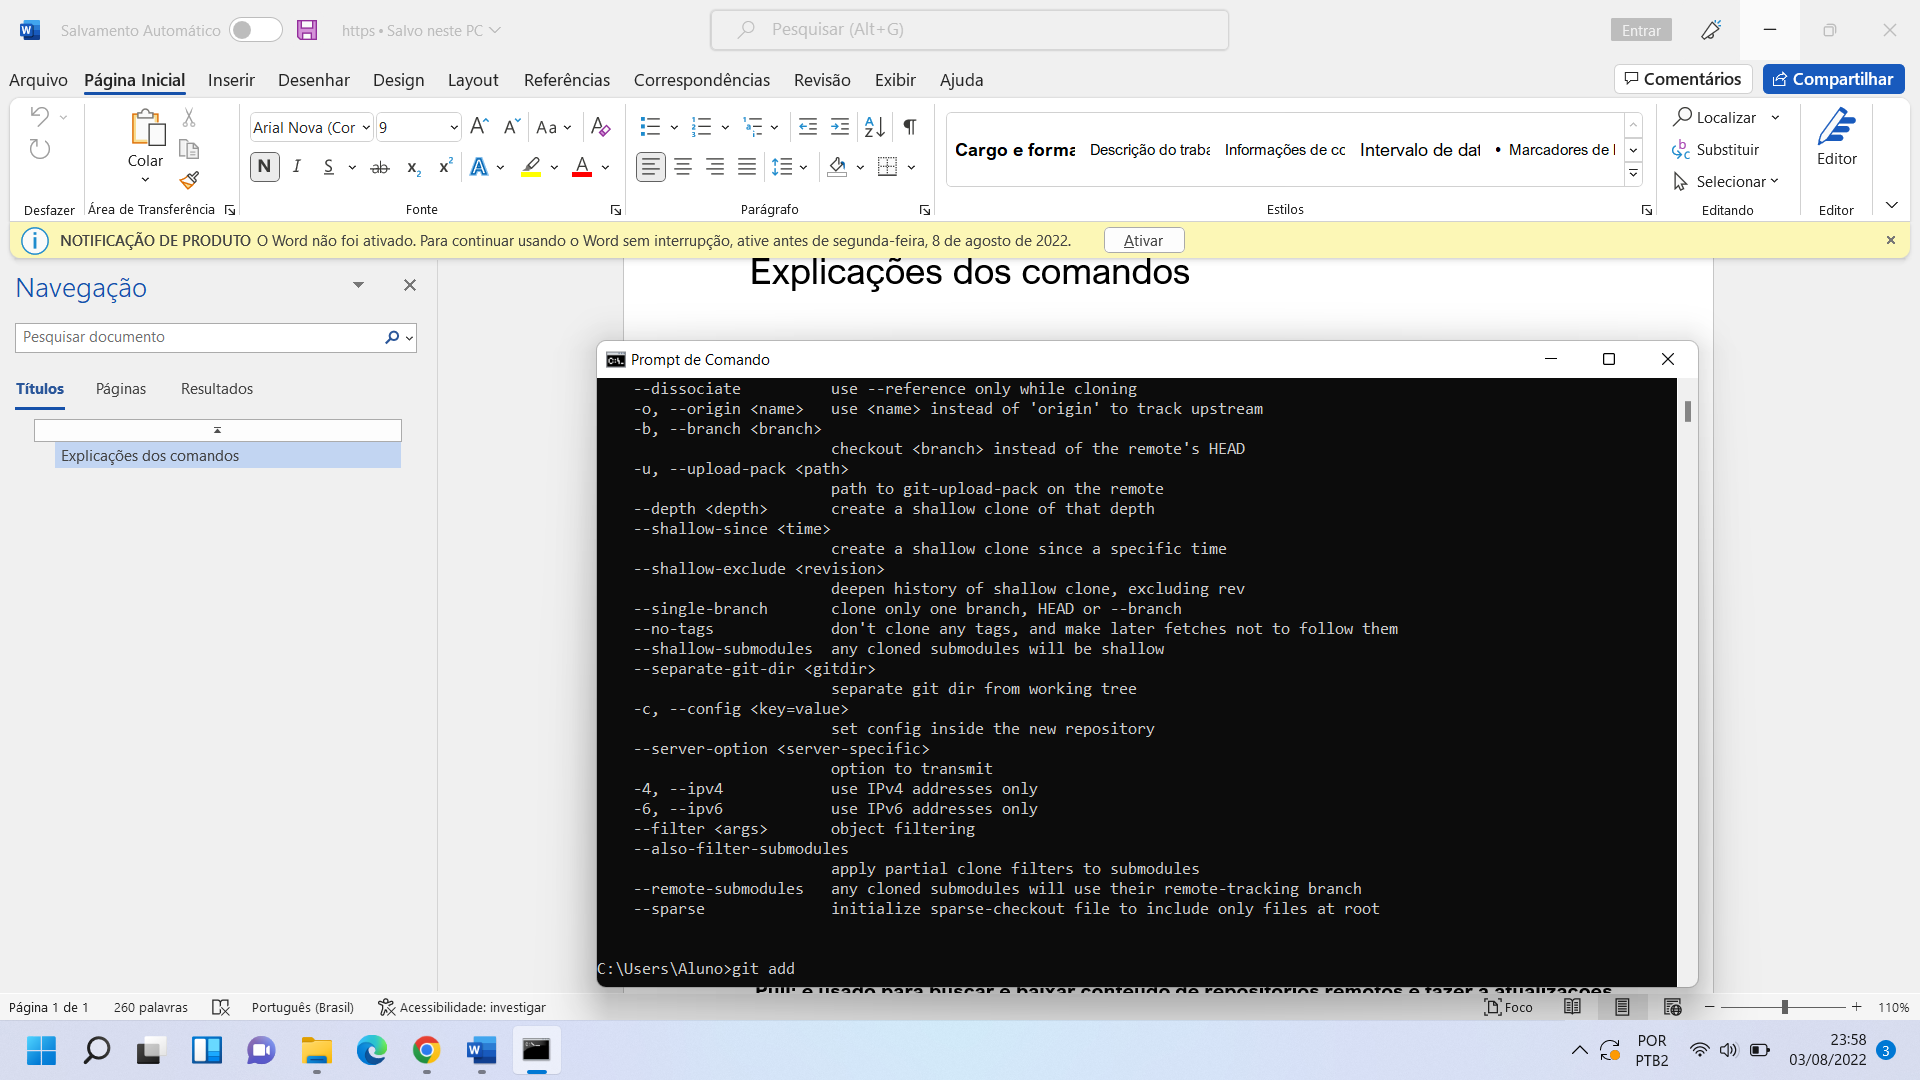 Salvamento Automático
https • Salvo neste PC
Pesquisar (Alt+G)
Entrar
Arquivo Página Inicial Inserir Desenhar Design Layout Referências Correspondências Revisão Exibir Ajuda
Comentários
Compartilhar
Colar
Arial Nova (Cor
9
Cargo e forma
Descrição do traba
Informações de co
Intervalo de dat
• Marcadores de l
Localizar
Substituir
Selecionar
Editor
Desfazer
Área de Transferência
Fonte
Parágrafo
Estilos
Editando
Editor
NOTIFICAÇÃO DE PRODUTO O Word não foi ativado. Para continuar usando o Word sem interrupção, ative antes de segunda-feira, 8 de agosto de 2022.
Ativar
Navegação
Pesquisar documento
Títulos Páginas Resultados
Explicações dos comandos
Explicações dos comandos
Prompt de Comando
--dissociate use --reference only while cloning
-o, --origin <name> use <name> instead of 'origin' to track upstream
-b, --branch <branch>
checkout <branch> instead of the remote's HEAD
-u, --upload-pack <path>
path to git-upload-pack on the remote
--depth <depth> create a shallow clone of that depth
--shallow-since <time>
create a shallow clone since a specific time
--shallow-exclude <revision>
deepen history of shallow clone, excluding rev
--single-branch clone only one branch, HEAD or --branch
--no-tags don't clone any tags, and make later fetches not to follow them
--shallow-submodules any cloned submodules will be shallow
--separate-git-dir <gitdir>
separate git dir from working tree
-c, --config <key=value>
set config inside the new repository
--server-option <server-specific>
option to transmit
-4, --ipv4 use IPv4 addresses only
-6, --ipv6 use IPv6 addresses only
--filter <args> object filtering
--also-filter-submodules
apply partial clone filters to submodules
--remote-submodules any cloned submodules will use their remote-tracking branch
--sparse initialize sparse-checkout file to include only files at root
C:\Users\Aluno>git add
Pull: é usado para buscar e baixar conteúdo de repositórios remotos e fazer a atualizações
Página 1 de 1
260 palavras
Português (Brasil)
Acessibilidade: investigar
Foco
110%
POR
PTB2
23:58
03/08/2022
3